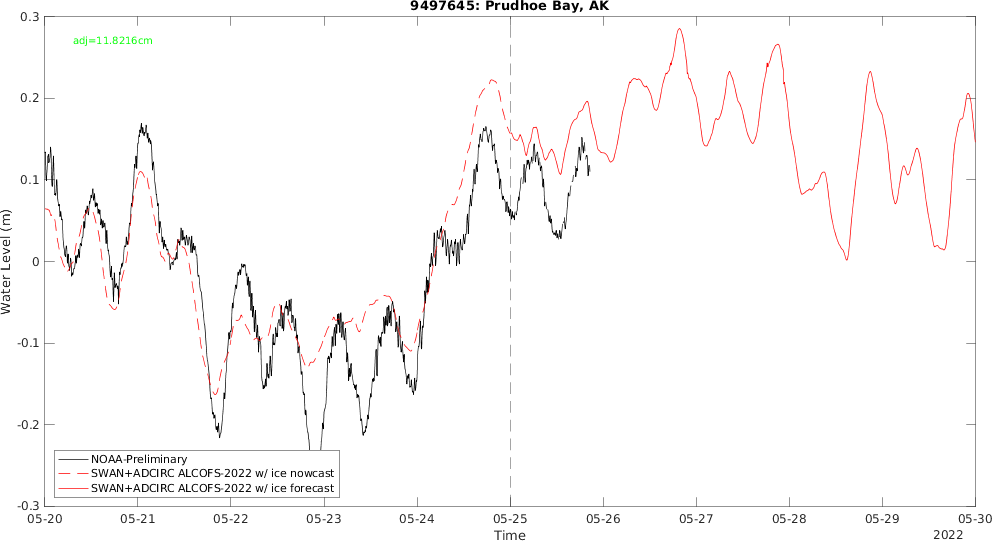 9497645: Prudhoe Bay, AK
adj=11.8216cm
0.3
0.2
0.1
0
-0.1
-0.2
-0.3
Water Level (m)
NOAA-Preliminary
SWAN+ADCIRC ALCOFS-2022 w/ ice nowcast
SWAN+ADCIRC ALCOFS-2022 w/ ice forecast
05-20 05-21 05-22 05-23 05-24 05-25 05-26 05-27 05-28 05-29 05-30
Time
2022